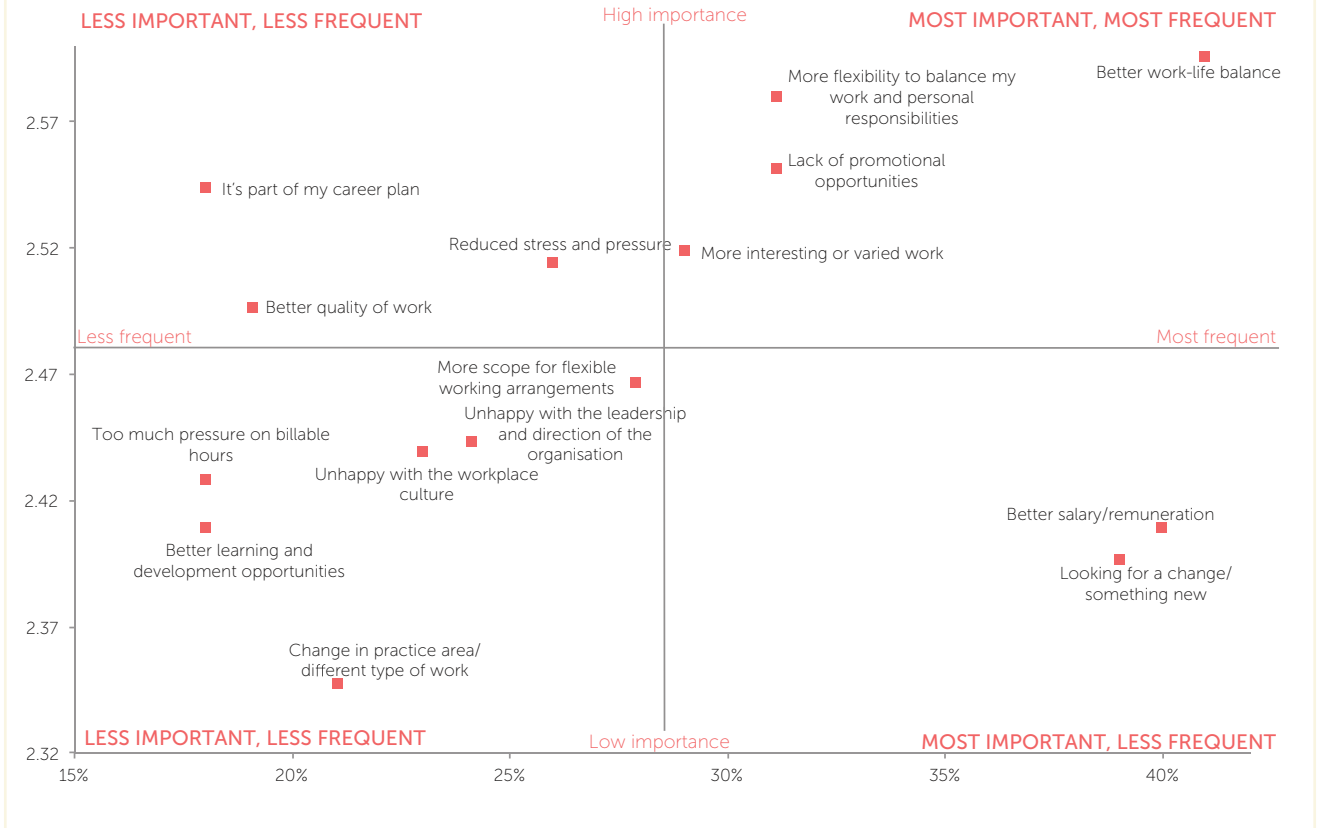 LESS IMPORTANT, LESS FREQUENT
High importance
MOST IMPORTANT, MOST FREQUENT
Better work-life balance
More flexibility to balance my
work and personal
responsibilities
2.57
Lack of promotional
opportunities
It's part of my career plan
2.52
Reduced stress and pressure
More interesting or varied work
Better quality of work
Less frequent
Most frequent
2.47
More scope for flexible
working arrangements
Unhappy with the leadership
and direction of the
organisation
Too much pressure on billable
hours
Unhappy with the workplace
culture
2.42
Better salary/remuneration
Better learning and
development opportunities
Looking for a change/
something new
2.37
Change in practice area/
different type of work
LESS IMPORTANT, LESS FREQUENT
Low importance
MOST IMPORTANT, LESS FREQUENT
2.32
15%
20%
25%
30%
35%
40%